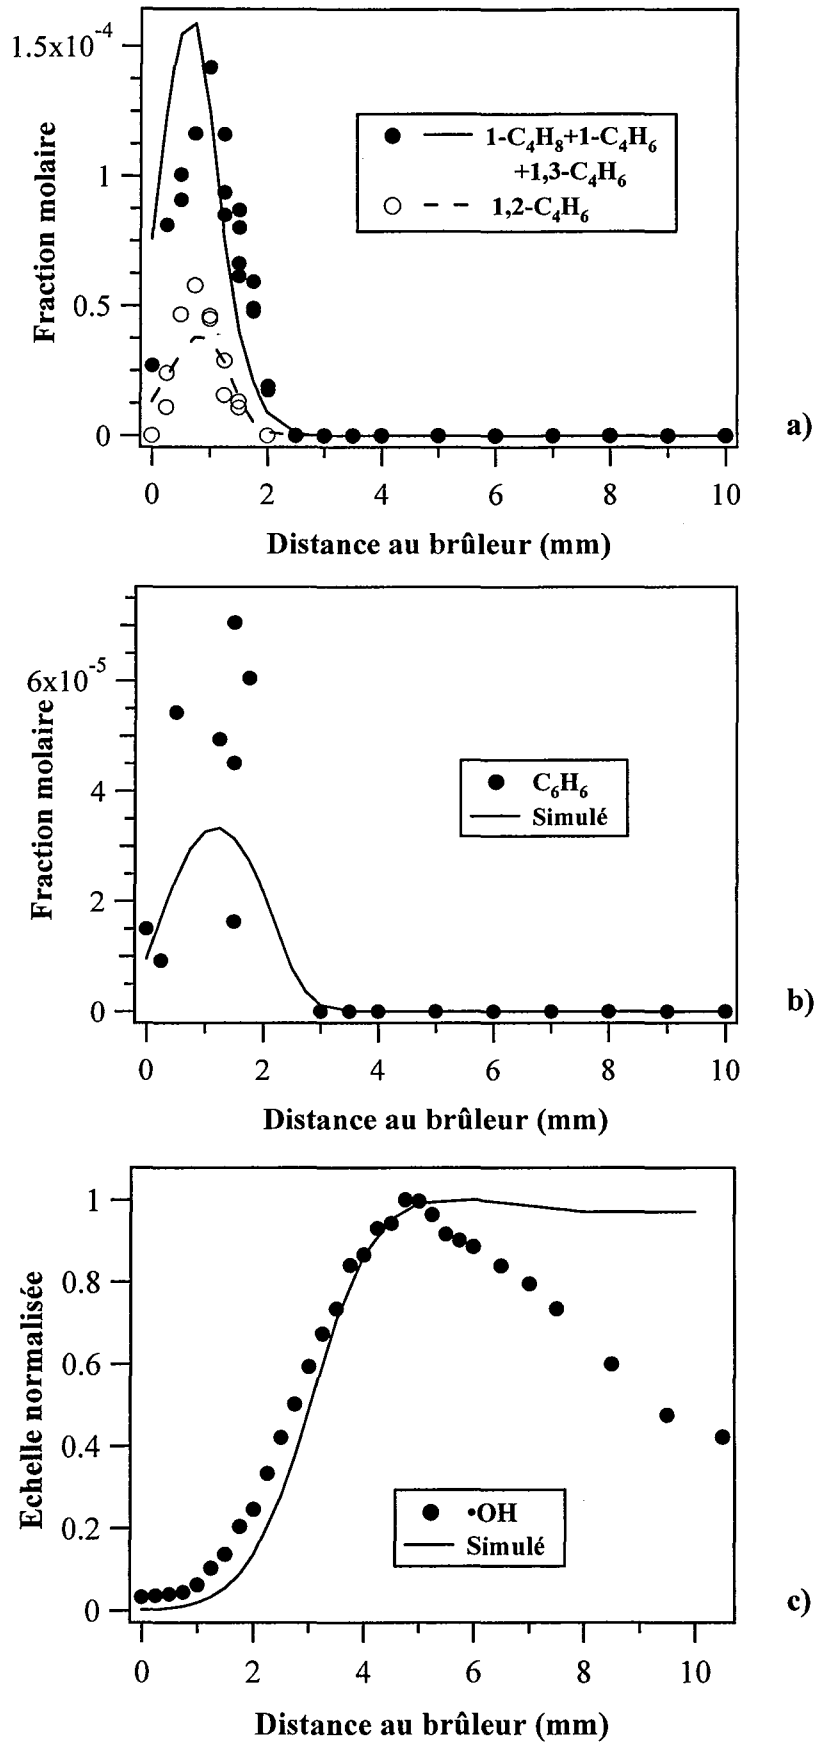 1.5x10⁻⁴
1
0.5
0
Fraction molaire
1-C₄H₈+1-C₄H₆
+1,3-C₄H₆
1,2-C₄H₆
0 2 4 6 8 10
Distance au brûleur (mm)
a)
6x10⁻⁵
4
2
0
Fraction molaire
C₆H₆
Simulé
0 2 4 6 8 10
Distance au brûleur (mm)
b)
1
0.8
0.6
0.4
0.2
0
Echelle normalisée
•OH
Simulé
0 2 4 6 8 10
Distance au brûleur (mm)
c)